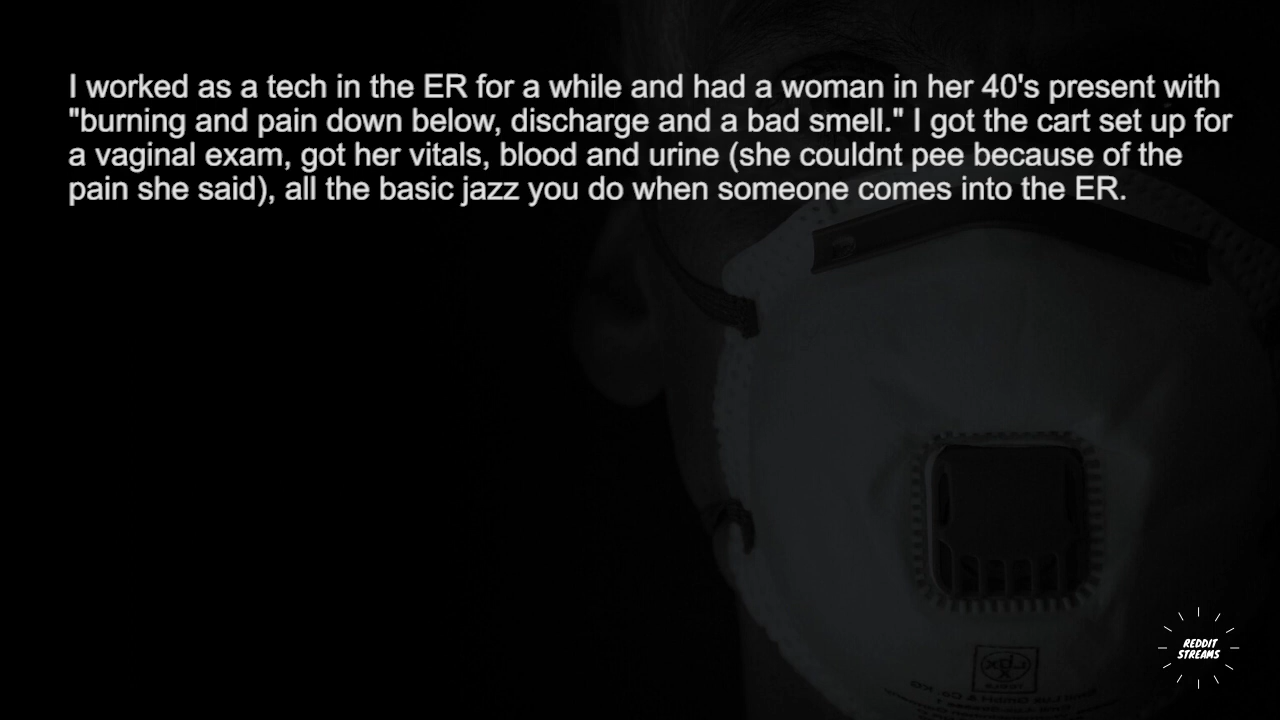 I worked as a tech in the ER for a while and had a woman in her 40's present with
"burning and pain down below, discharge and a bad smell." I got the cart set up for
a vaginal exam, got her vitals, blood and urine (she couldnt pee because of the
pain she said), all the basic jazz you do when someone comes into the ER.
REDDIT
STREAMS